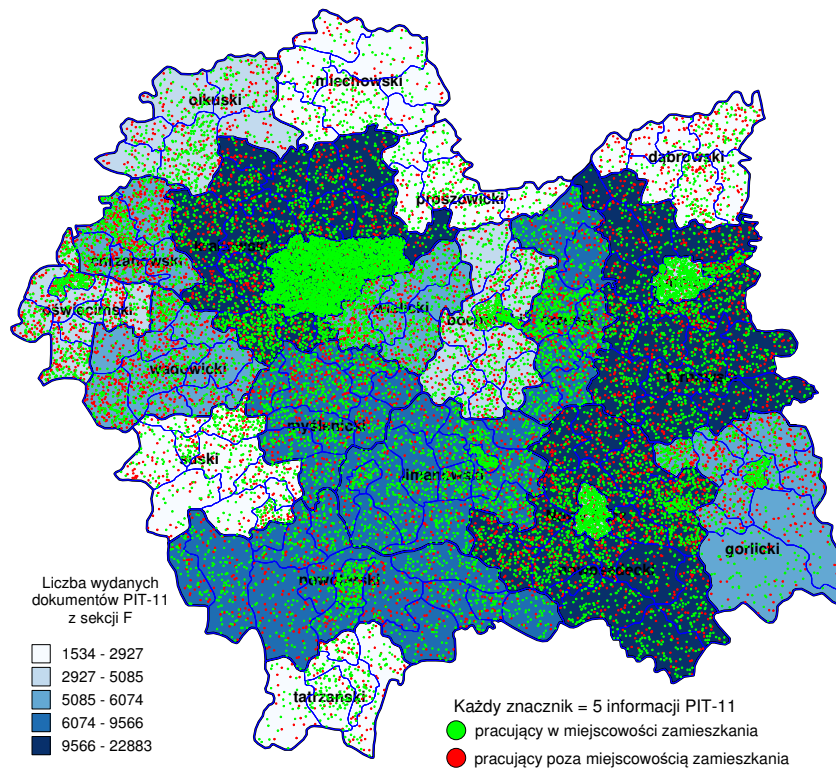 miechowski
olkuski
dąbrowski
proszowicki
chrzanowski
oświęcimski
wielicki
wadowicki
myślenicki
limanowski
suski
gorlicki
nowotarski
tatrzański
Liczba wydanych
dokumentów PIT-11
z sekcji F
1534 - 2927
2927 - 5085
5085 - 6074
6074 - 9566
9566 - 22883
Każdy znacznik = 5 informacji PIT-11
pracujący w miejscowości zamieszkania
pracujący poza miejscowością zamieszkania